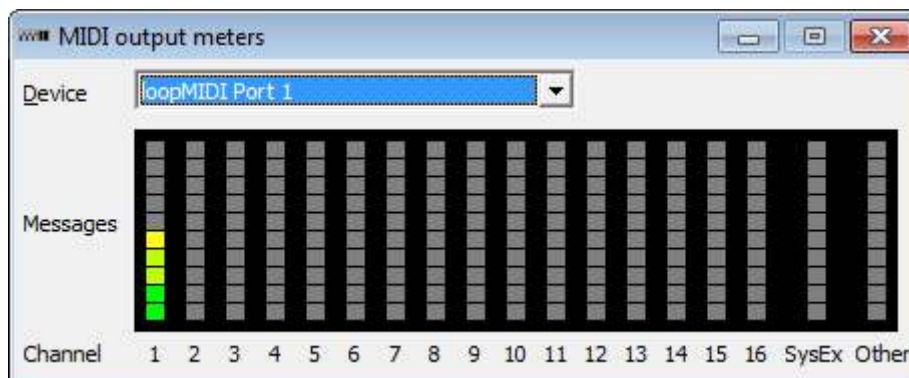 MIDI output meters
Device loopMIDI Port 1
Messages
Channel 1 2 3 4 5 6 7 8 9 10 11 12 13 14 15 16 SysEx Other